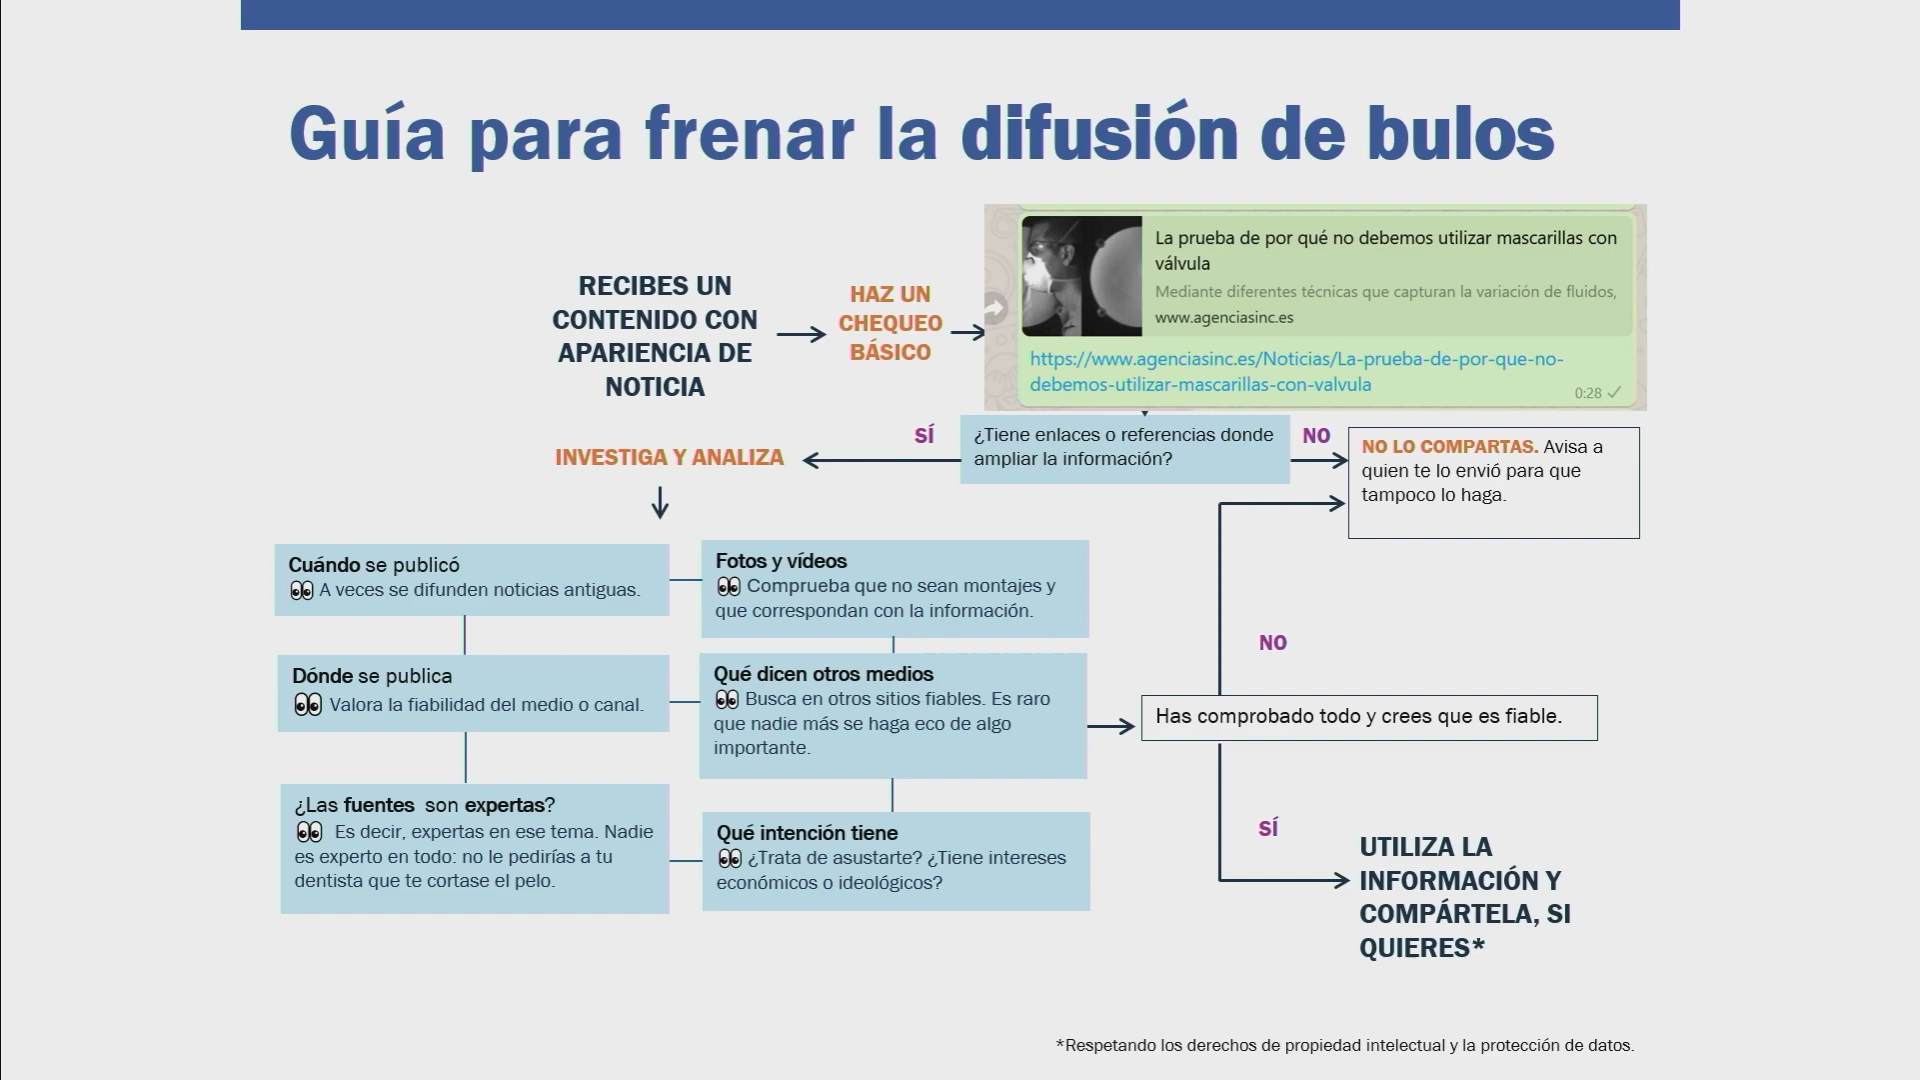 Guía para frenar la difusión de bulos
RECIBES UN
CONTENIDO CON
APARIENCIA DE
NOTICIA
HAZ UN
CHEQUEO
BÁSICO
La prueba de por qué no debemos utilizar mascarillas con
válvula
Mediante diferentes técnicas que capturan la variación de fluidos,
www.agenciasinc.es
https://www.agenciasinc.es/Noticias/La-prueba-de-por-que-no-
debemos-utilizar-mascarillas-con-valvula
0:28
¿Tiene enlaces o referencias donde
ampliar la información?
SÍ
NO
INVESTIGA Y ANALIZA
NO LO COMPARTAS. Avisa a
quien te lo envió para que
tampoco lo haga.
Cuándo se publicó
A veces se difunden noticias antiguas.
Fotos y vídeos
Comprueba que no sean montajes y
que correspondan con la información.
Dónde se publica
Valora la fiabilidad del medio o canal.
Qué dicen otros medios
Busca en otros sitios fiables. Es raro
que nadie más se haga eco de algo
importante.
¿Las fuentes son expertas?
Es decir, expertas en ese tema. Nadie
es experto en todo: no le pedirías a tu
dentista que te cortase el pelo.
Qué intención tiene
¿Trata de asustarte? ¿Tiene intereses
económicos o ideológicos?
NO
Has comprobado todo y crees que es fiable.
SÍ
UTILIZA LA
INFORMACIÓN Y
COMPÁRTELA, SI
QUIERES*
*Respetando los derechos de propiedad intelectual y la protección de datos.